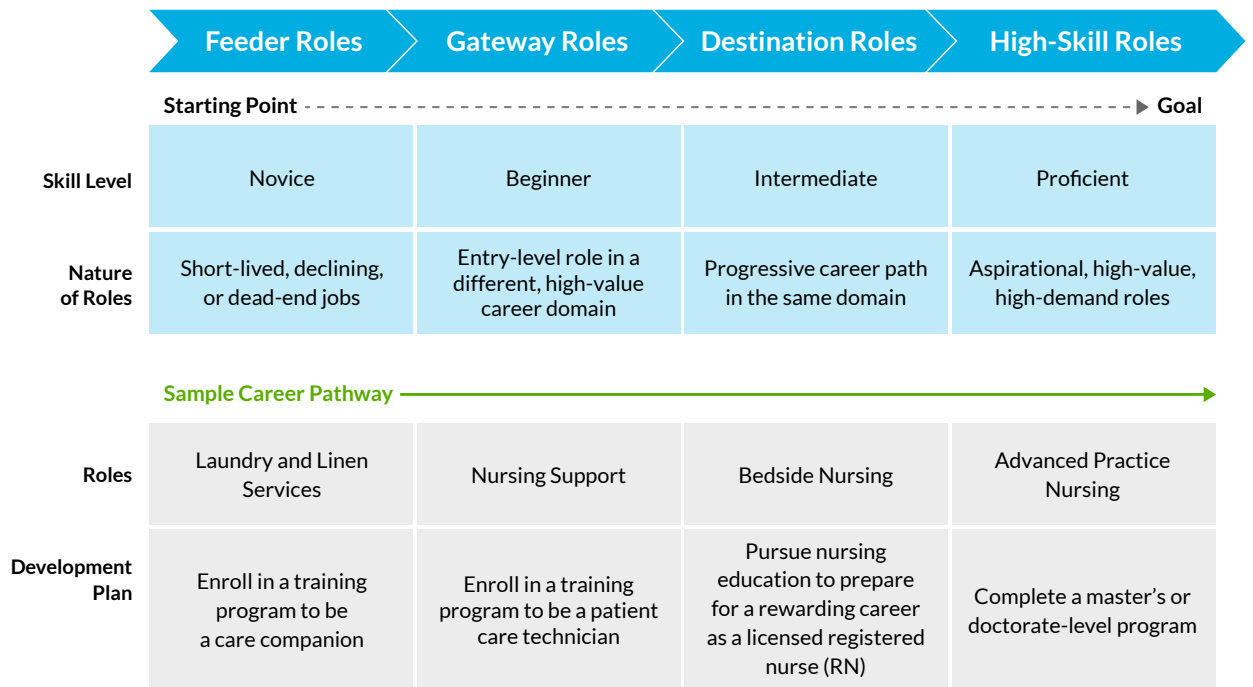 Feeder Roles
Gateway Roles
Destination Roles
High-Skill Roles
Starting Point
Goal
Skill Level
Novice
Beginner
Intermediate
Proficient
Nature
of Roles
Short-lived, declining,
or dead-end jobs
Entry-level role in a
different, high-value
career domain
Progressive career path
in the same domain
Aspirational, high-value,
high-demand roles
Sample Career Pathway
Roles
Laundry and Linen
Services
Nursing Support
Bedside Nursing
Advanced Practice
Nursing
Development
Plan
Enroll in a training
program to be
a care companion
Enroll in a training
program to be a patient
care technician
Pursue nursing
education to prepare
for a rewarding career
as a licensed registered
nurse (RN)
Complete a master’s or
doctorate-level program